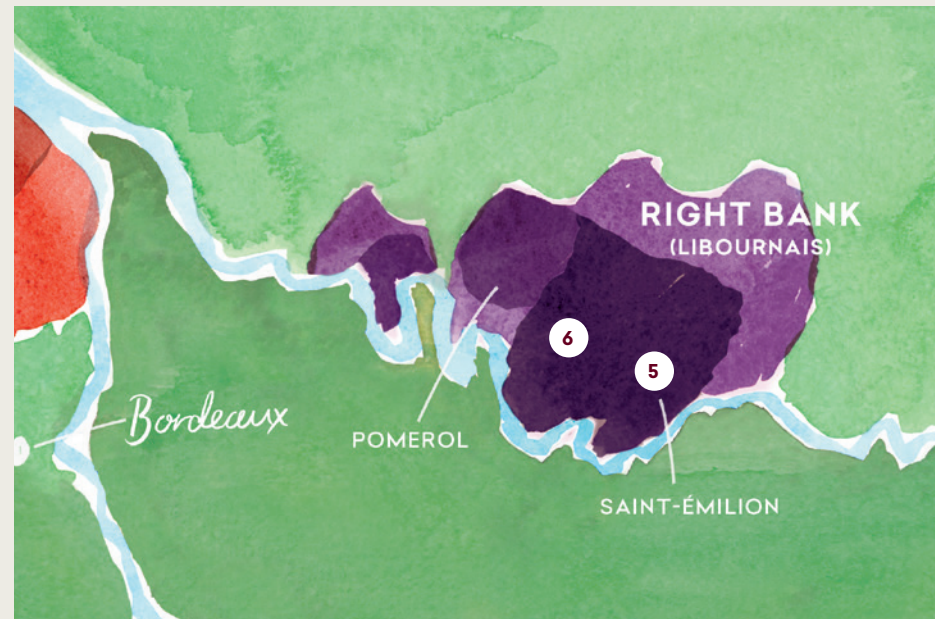 RIGHT BANK
(LIBOURNAIS)
6
5
Bordeaux
POMEROL
SAINT-ÉMILION